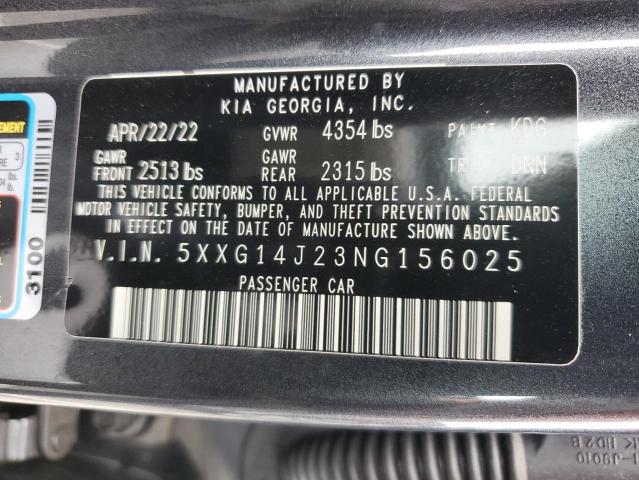 MANUFACTURED BY
KIA GEORGIA, INC.
APR/22/22 GVWR 4354 lbs PAINT KDG
GAWR FRONT 2513 lbs GAWR REAR 2315 lbs TRIM DNN
THIS VEHICLE CONFORMS TO ALL APPLICABLE U.S.A. FEDERAL
MOTOR VEHICLE SAFETY, BUMPER, AND THEFT PREVENTION STANDARDS
IN EFFECT ON THE DATE OF MANUFACTURE SHOWN ABOVE.
V.I.N. 5XXG14J23NG156025
PASSENGER CAR
3100
HD2B